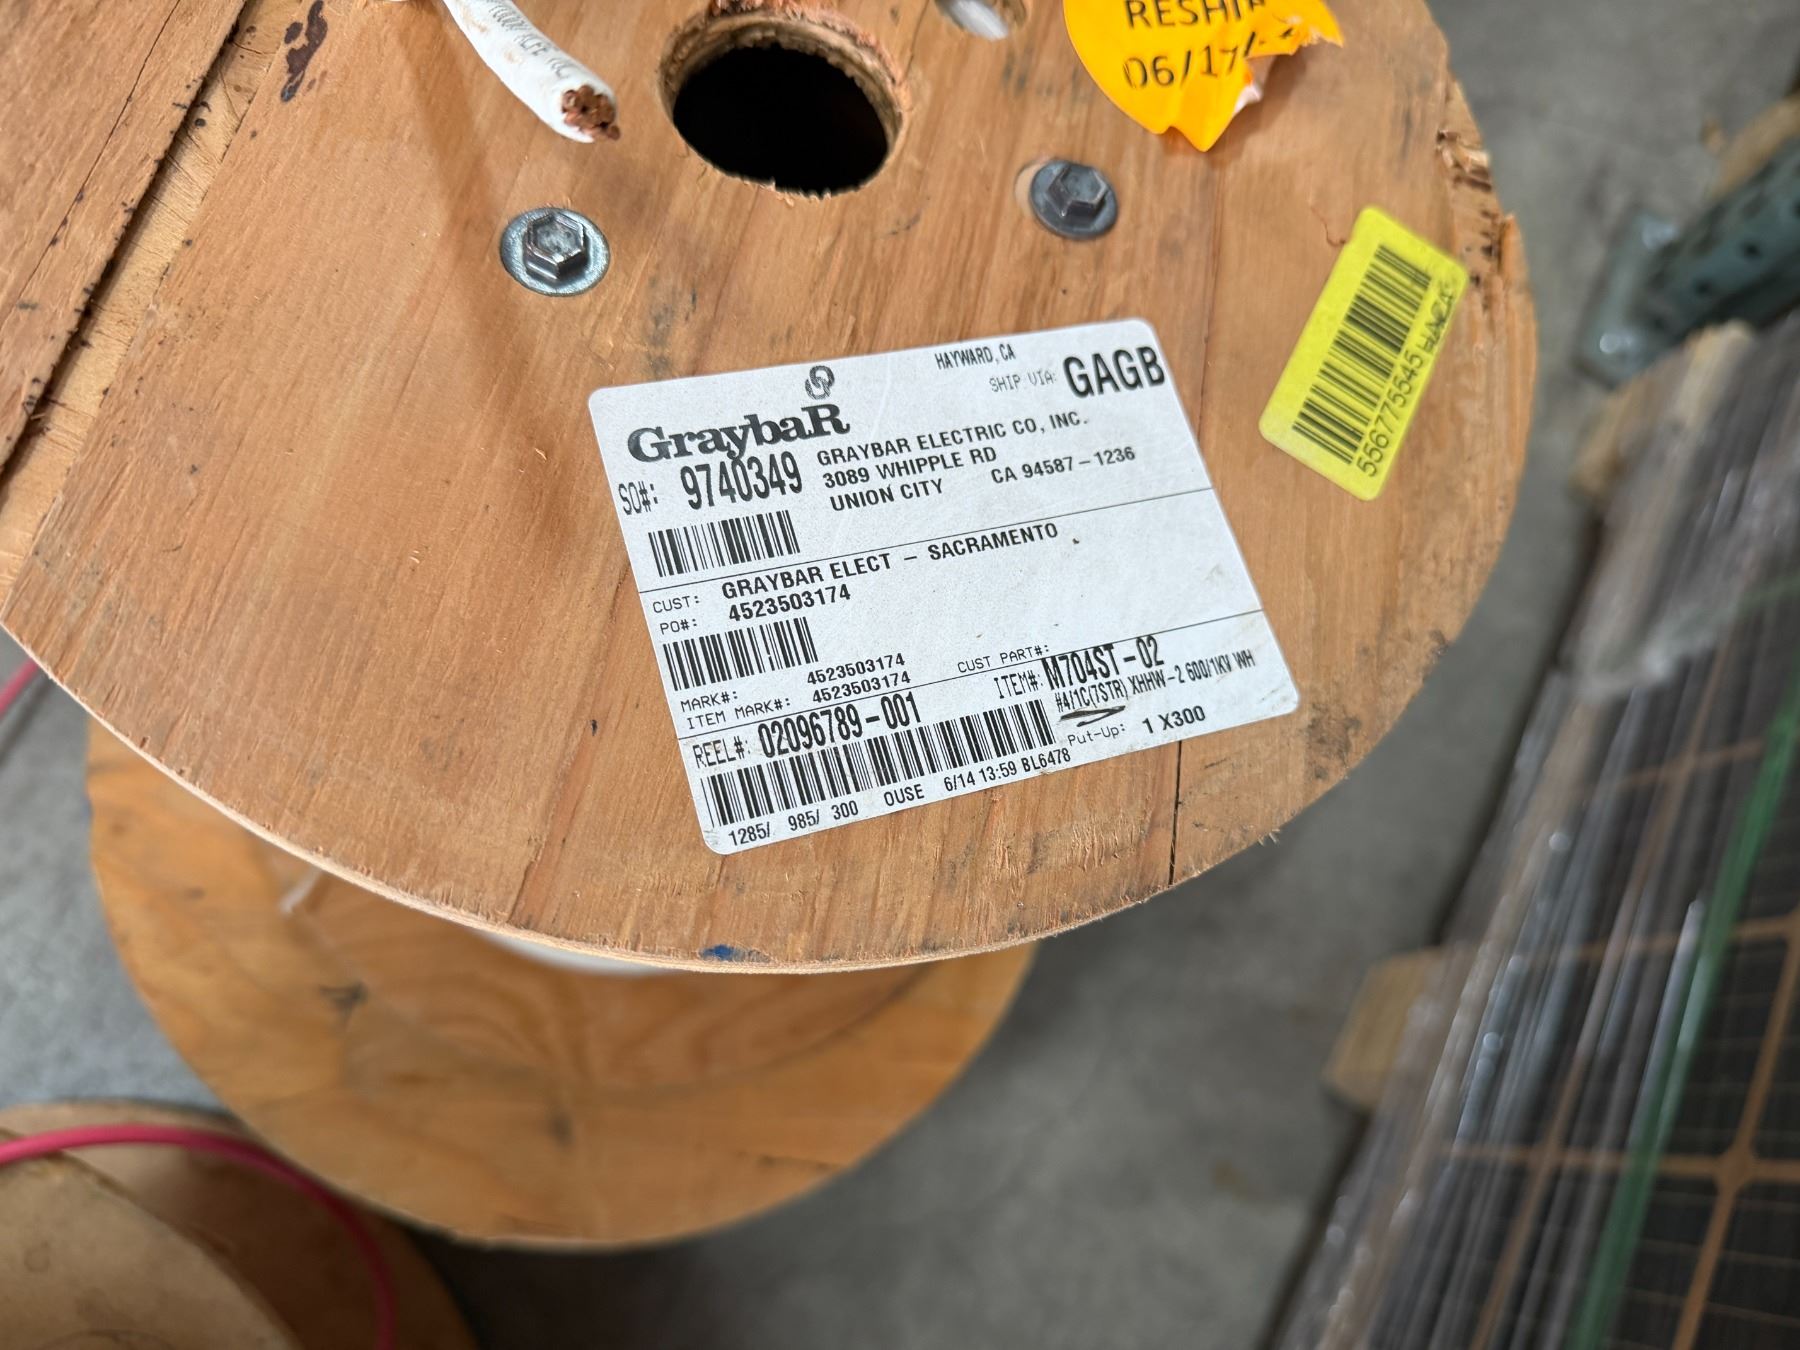 RESHIP
06/17/
HAYWARD, CA
SHIP VIA: GAGB
GraybaR
GRAYBAR ELECTRIC CO, INC.
SO#: 9740349
3089 WHIPPLE RD
UNION CITY CA 94587-1236
CUST: GRAYBAR ELECT - SACRAMENTO
PO#: 4523503174
MARK#: 4523503174
ITEM MARK#: 4523503174
CUST PART#:
ITEM#: M704ST-02
#4/1C(7STR) XHHW-2 600/1KV WH
REEL#: 02096789-001
Put-Up: 1 X300
1285/ 985/ 300 OUSE 6/14 13:59 BL6478
556775545